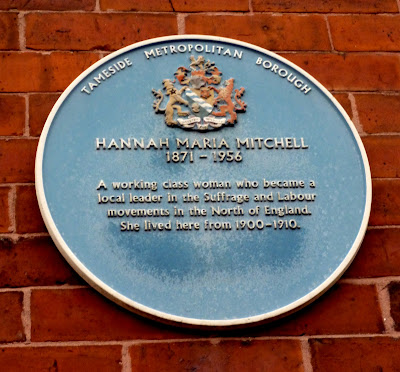 TAMESIDE METROPOLITAN BOROUGH
HANNAH MARIA MITCHELL
1871 – 1956
A working class woman who became a
local leader in the Suffrage and Labour
movements in the North of England.
She lived here from 1900–1910.